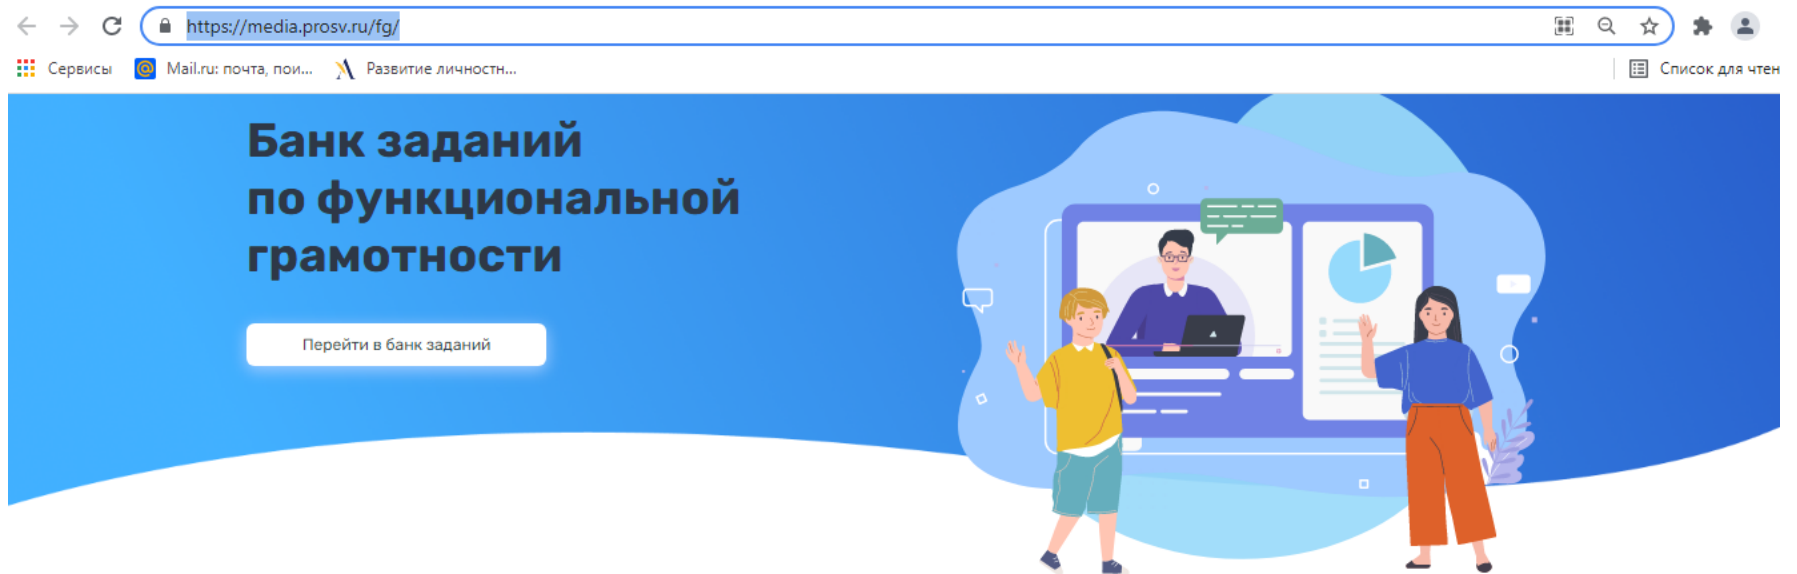 https://media.prosv.ru/fg/
Сервисы
Mail.ru: почта, пои...
Развитие личностн...
Список для чтен
Банк заданий
по функциональной
грамотности
Перейти в банк заданий